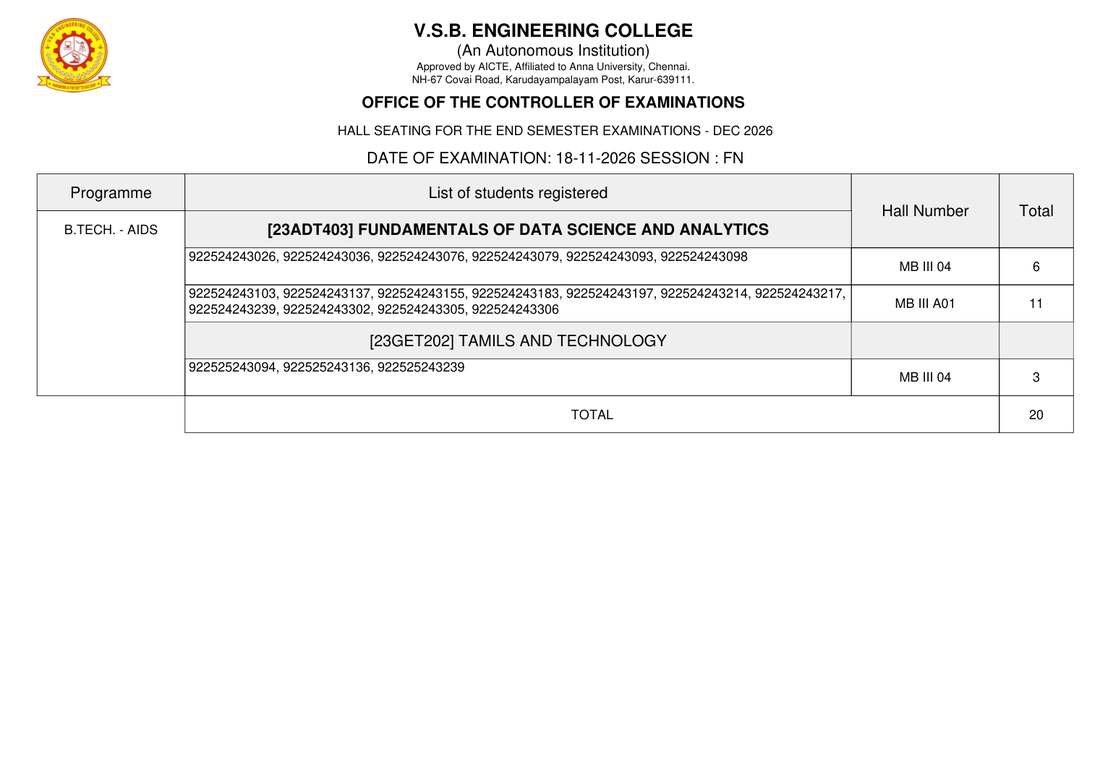 V.S.B. ENGINEERING COLLEGE
(An Autonomous Institution)
Approved by AICTE, Affiliated to Anna University, Chennai.
NH-67 Covai Road, Karudayampalayam Post, Karur-639111.
OFFICE OF THE CONTROLLER OF EXAMINATIONS
HALL SEATING FOR THE END SEMESTER EXAMINATIONS - DEC 2026
DATE OF EXAMINATION: 18-11-2026 SESSION : FN
Programme
List of students registered
Hall Number
Total
B.TECH. - AIDS
[23ADT403] FUNDAMENTALS OF DATA SCIENCE AND ANALYTICS
922524243026, 922524243036, 922524243076, 922524243079, 922524243093, 922524243098
MB III 04
6
922524243103, 922524243137, 922524243155, 922524243183, 922524243197, 922524243214, 922524243217,
922524243239, 922524243302, 922524243305, 922524243306
MB III A01
11
[23GET202] TAMILS AND TECHNOLOGY
922525243094, 922525243136, 922525243239
MB III 04
3
TOTAL
20